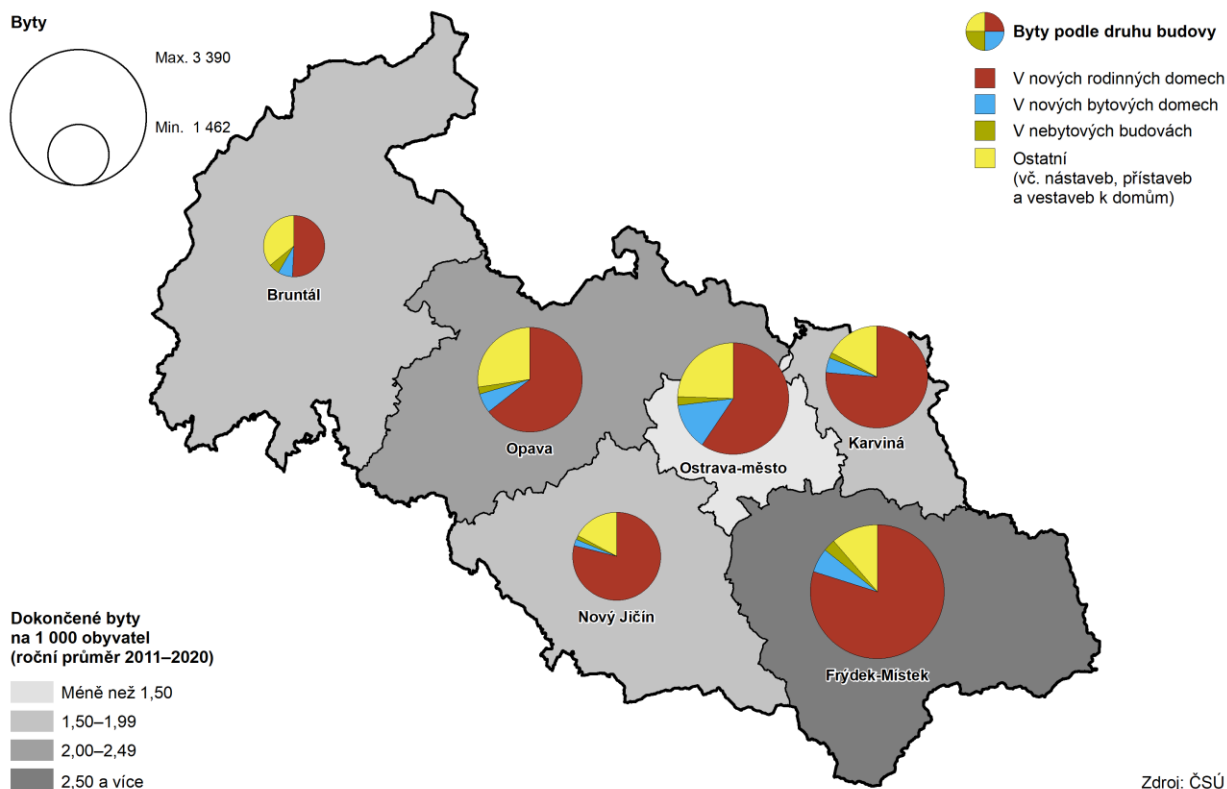 Byty
Max. 3 390
Min. 1 462
Byty podle druhu budovy
V nových rodinných domech
V nových bytových domech
V nebytových budovách
Ostatní
(vč. nástaveb, přístaveb
a vestaveb k domům)
Bruntál
Opava
Ostrava-město
Karviná
Nový Jičín
Frýdek-Místek
Dokončené byty
na 1 000 obyvatel
(roční průměr 2011–2020)
Méně než 1,50
1,50–1,99
2,00–2,49
2,50 a více
Zdroj: ČSÚ